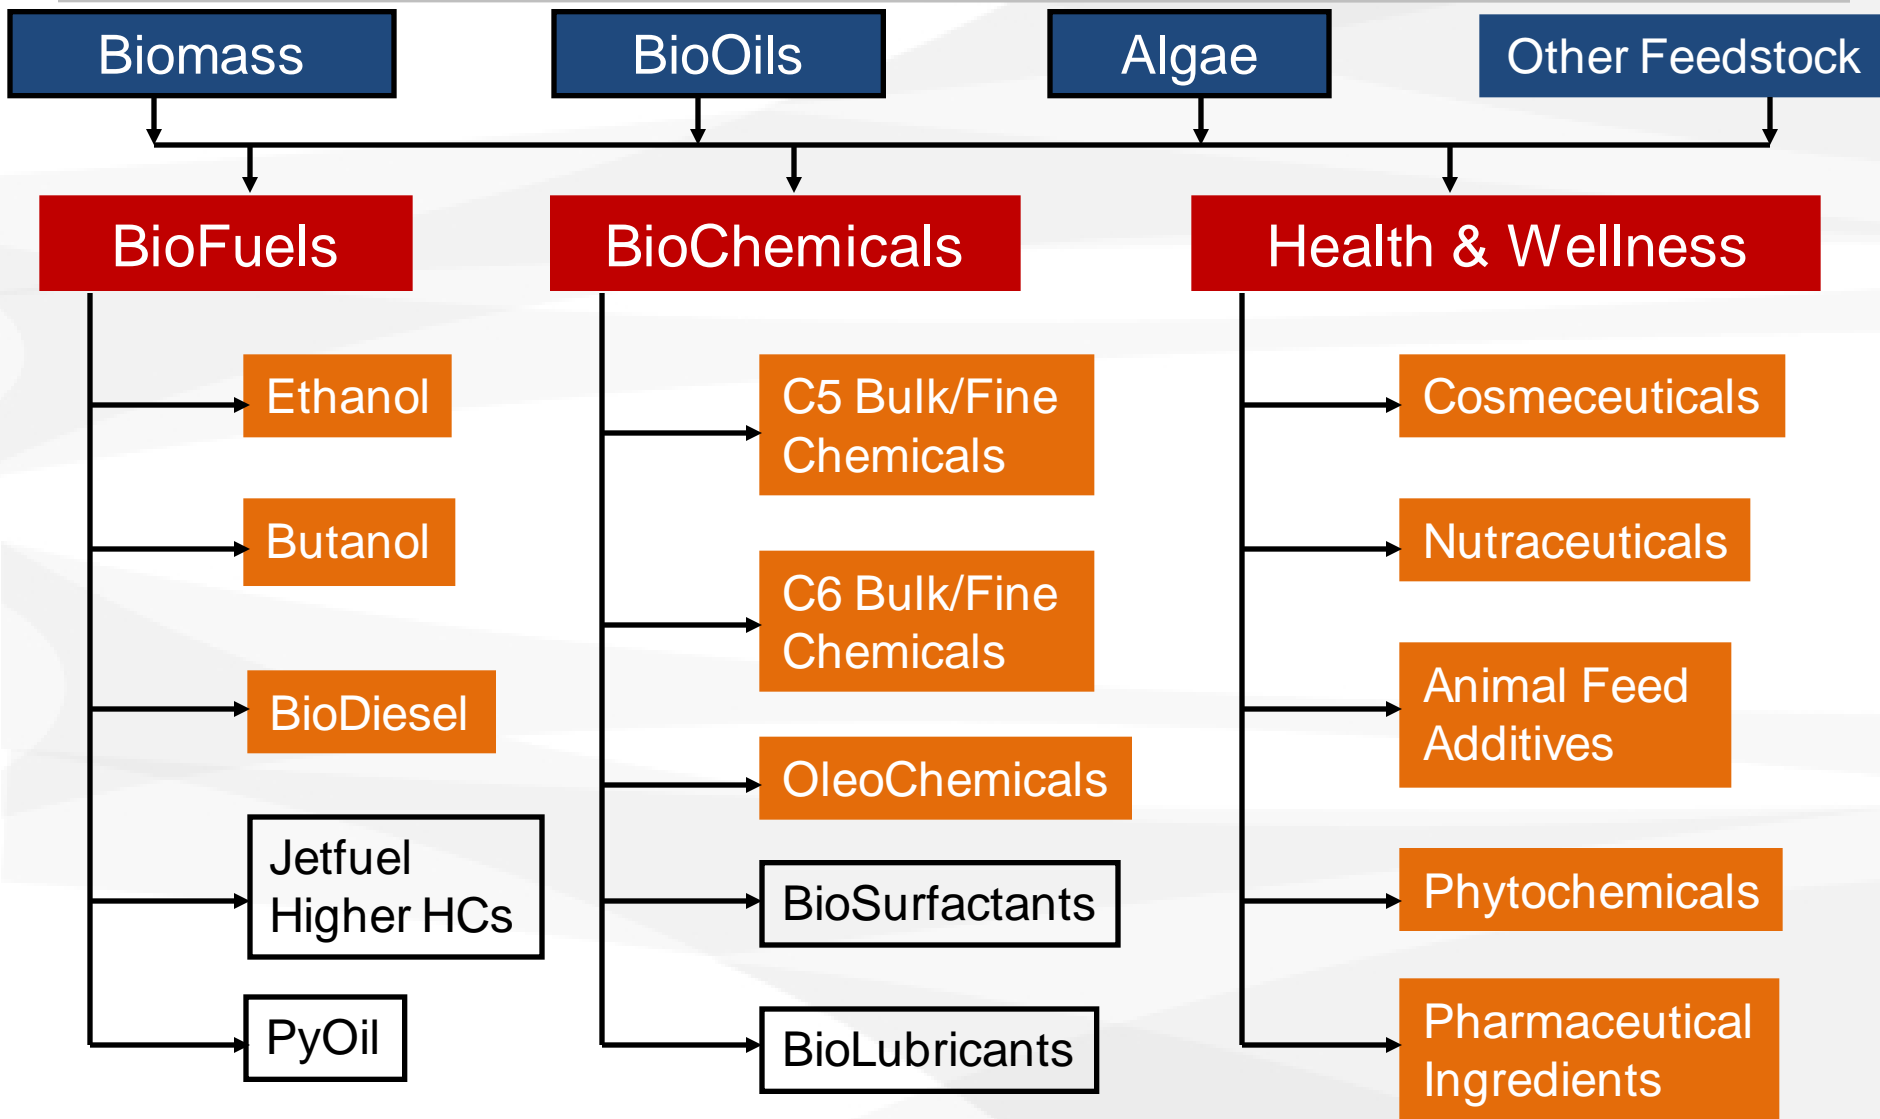 Biomass
BioOils
Algae
Other Feedstock
BioFuels
BioChemicals
Health & Wellness
Ethanol
Butanol
BioDiesel
Jetfuel
Higher HCs
PyOil
C5 Bulk/Fine
Chemicals
C6 Bulk/Fine
Chemicals
OleoChemicals
BioSurfactants
BioLubricants
Cosmeceuticals
Nutraceuticals
Animal Feed
Additives
Phytochemicals
Pharmaceutical
Ingredients